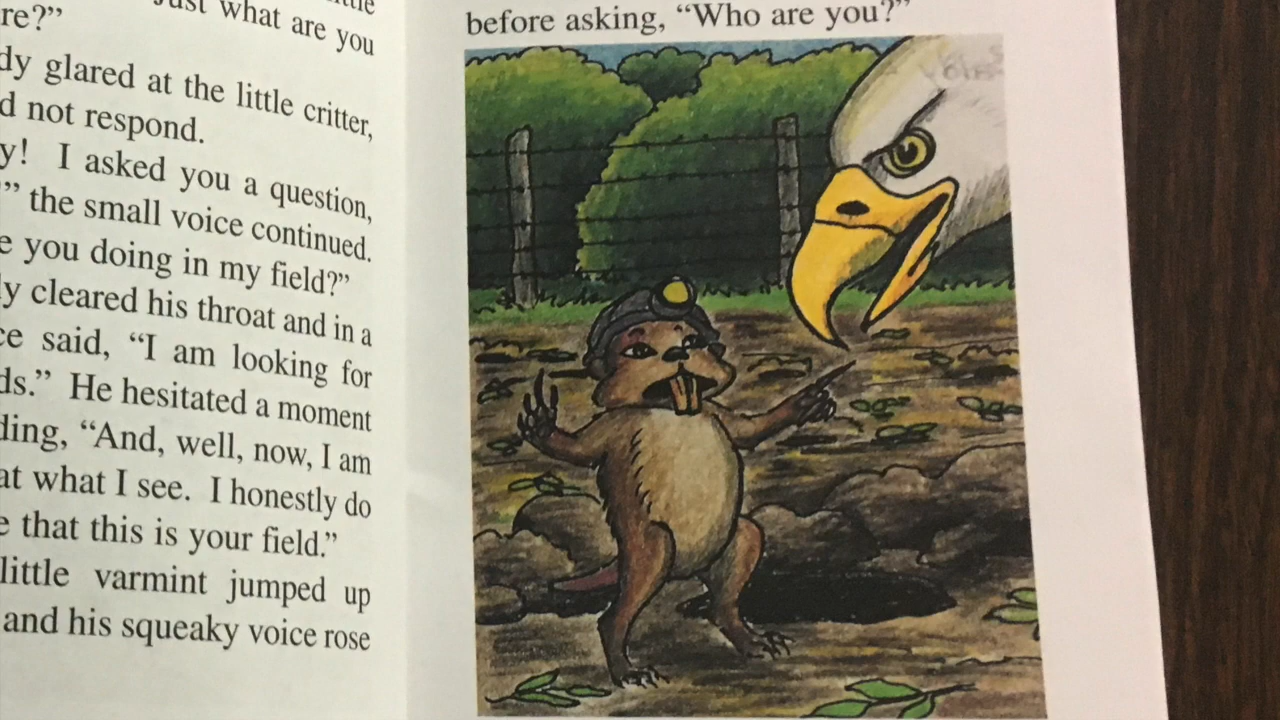 just what are you
re?”
dy glared at the little critter,
d not respond.
y! I asked you a question,
” the small voice continued.
e you doing in my field?”
ly cleared his throat and in a
ce said, “I am looking for
ds.” He hesitated a moment
ding, “And, well, now, I am
at what I see. I honestly do
e that this is your field.”
little varmint jumped up
and his squeaky voice rose
before asking, “Who are you?”